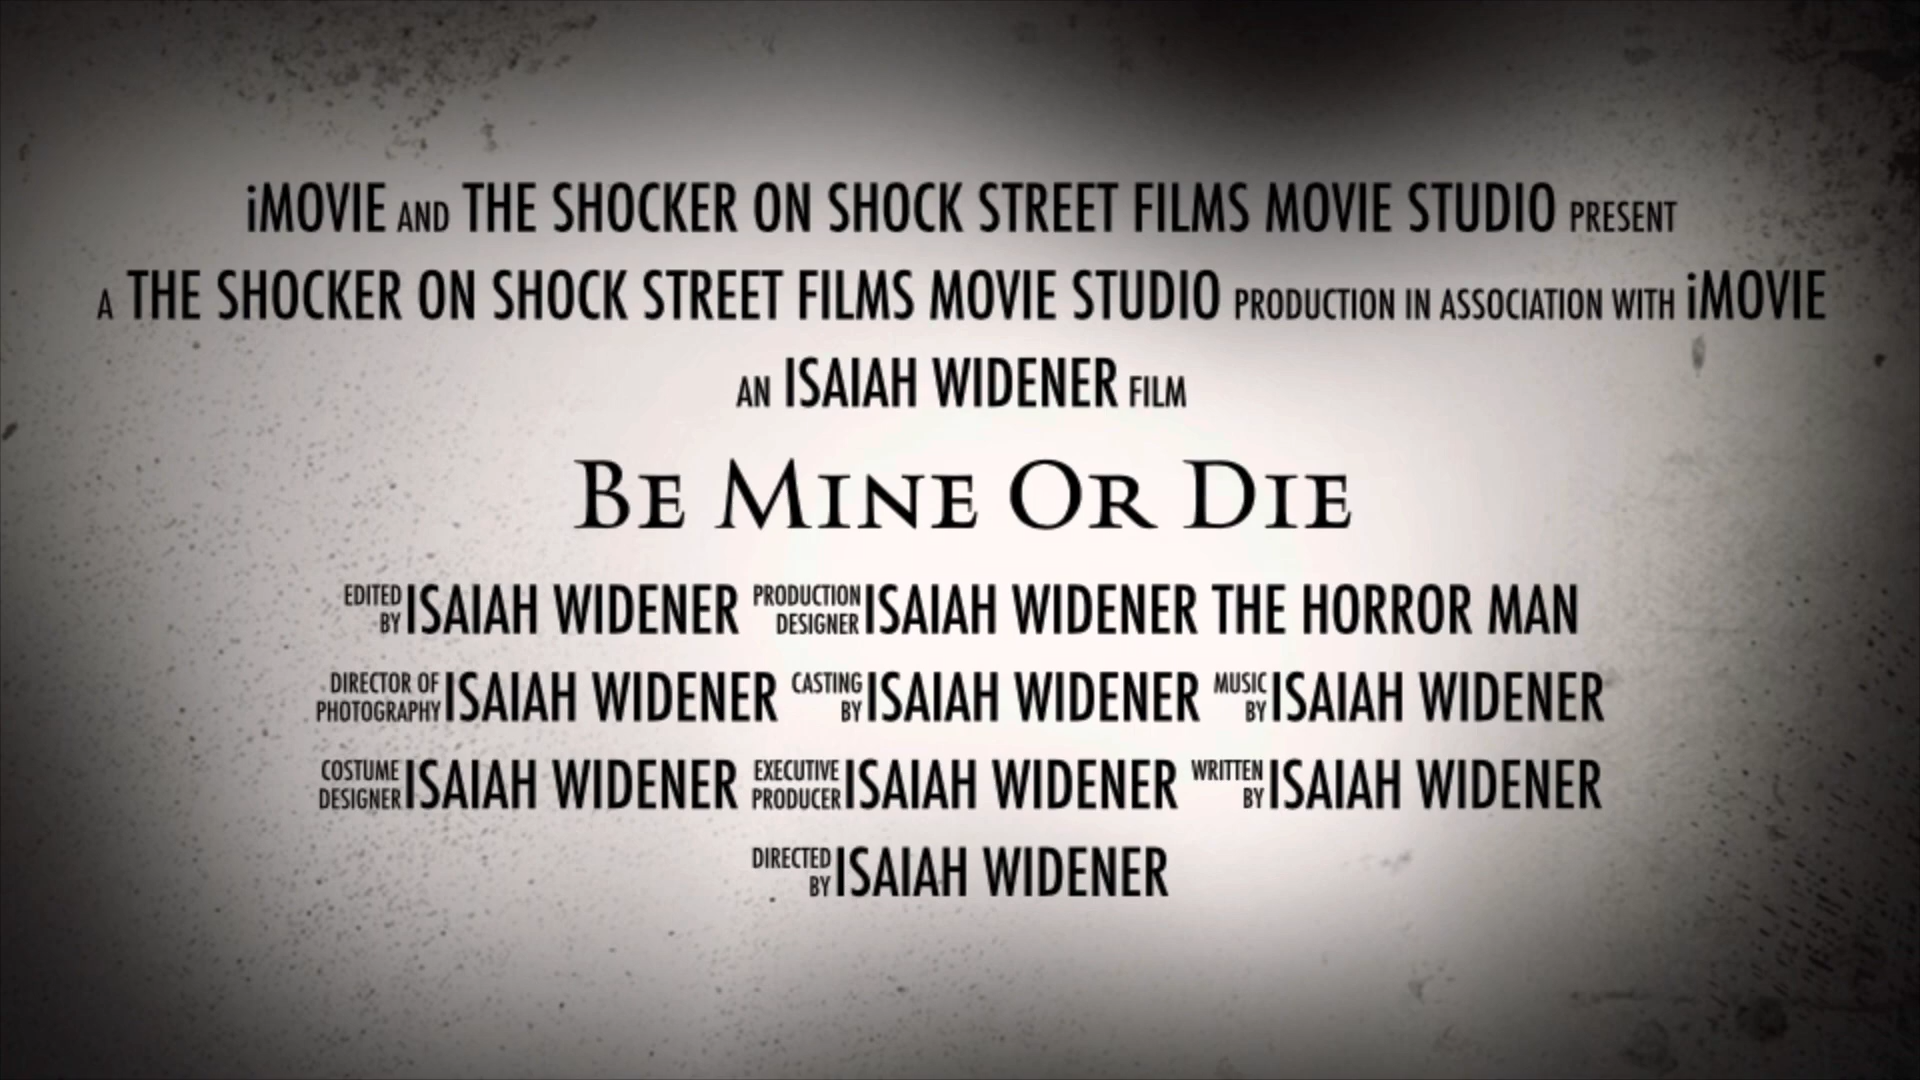 iMOVIE AND THE SHOCKER ON SHOCK STREET FILMS MOVIE STUDIO PRESENT
A THE SHOCKER ON SHOCK STREET FILMS MOVIE STUDIO PRODUCTION IN ASSOCIATION WITH iMOVIE
AN ISAIAH WIDENER FILM
BE MINE OR DIE
EDITED BY ISAIAH WIDENER PRODUCTION DESIGNER ISAIAH WIDENER THE HORROR MAN
DIRECTOR OF PHOTOGRAPHY ISAIAH WIDENER CASTING BY ISAIAH WIDENER MUSIC BY ISAIAH WIDENER
COSTUME DESIGNER ISAIAH WIDENER EXECUTIVE PRODUCER ISAIAH WIDENER WRITTEN BY ISAIAH WIDENER
DIRECTED BY ISAIAH WIDENER